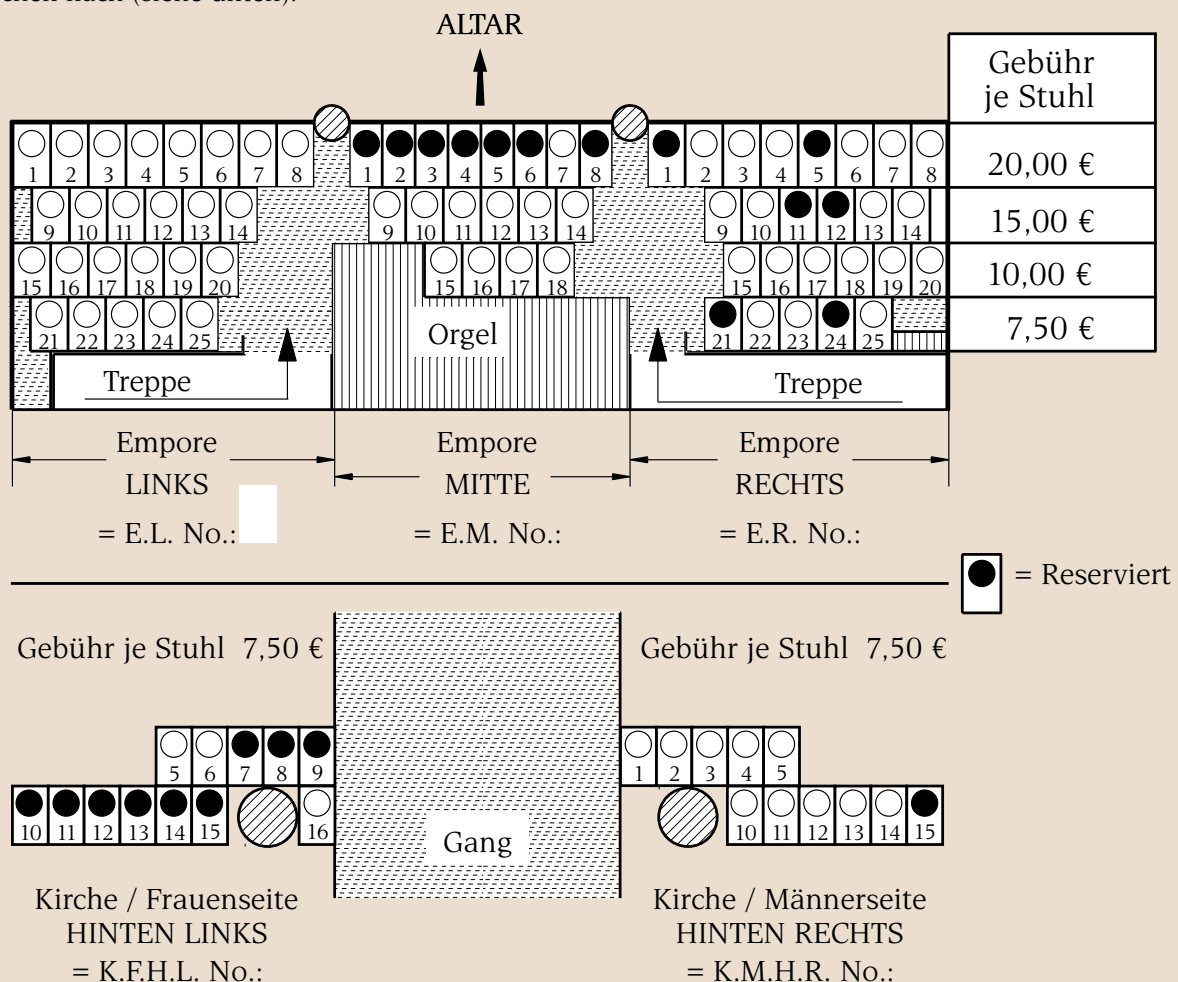 ALTAR
Gebühr
je Stuhl
1 2 3 4 5 6 7 8 1 2 3 4 5 6 7 8 1 2 3 4 5 6 7 8 20,00 €
9 10 11 12 13 14 9 10 11 12 13 14 9 10 11 12 13 14 15,00 €
15 16 17 18 19 20 15 16 17 18 15 16 17 18 19 20 10,00 €
21 22 23 24 25 Orgel 21 22 23 24 25 7,50 €
Treppe Treppe
Empore Empore Empore
LINKS MITTE RECHTS
= E.L. No.: = E.M. No.: = E.R. No.:
= Reserviert
Gebühr je Stuhl 7,50 € Gebühr je Stuhl 7,50 €
5 6 7 8 9 1 2 3 4 5
10 11 12 13 14 15 16 Gang 10 11 12 13 14 15
Kirche / Frauenseite Kirche / Männerseite
HINTEN LINKS HINTEN RECHTS
= K.F.H.L. No.: = K.M.H.R. No.: